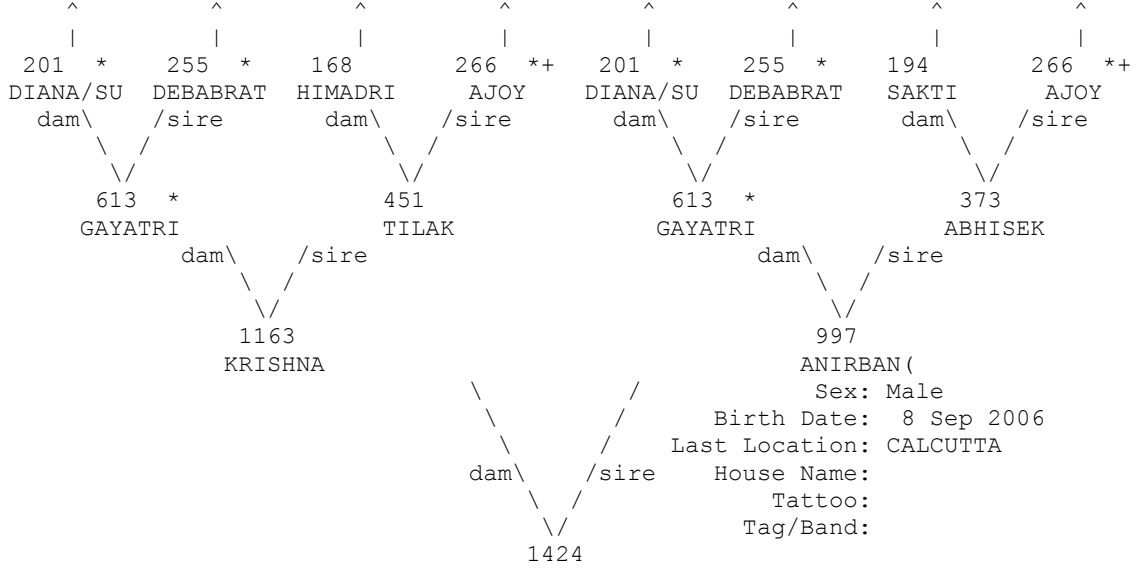 ^ ^ ^ ^ ^ ^ ^ ^
| | | | | | | |
201 * 255 * 168 266 *+ 201 * 255 * 194 266 *+
DIANA/SU DEBABRAT HIMADRI AJOY DIANA/SU DEBABRAT SAKTI AJOY
dam\ /sire dam\ /sire dam\ /sire dam\ /sire
\ / \ / \ / \ /
\/ \/ \/ \/
613 * 451 613 * 373
GAYATRI TILAK GAYATRI ABHISEK
dam\ /sire dam\ /sire
\ / \ /
\/ \/
1163 997
KRISHNA ANIRBAN(
\ / Sex: Male
\ / Birth Date: 8 Sep 2006
\ / Last Location: CALCUTTA
dam\ /sire House Name:
\ / Tattoo:
\/ Tag/Band:
1424